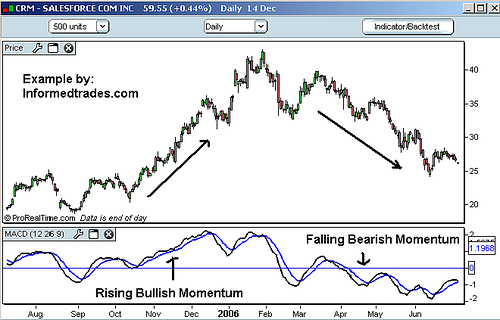 CRM - SALESFORCE COM INC 59.55 (+0.44%) Daily 14 Dec
500 units Daily Indicator/Backtest
Price
Example by:
Informedtrades.com
40
35
30
25
20
© ProRealTime.com Data is end of day
MACD (12 26 9)
Falling Bearish Momentum
Rising Bullish Momentum
2
1.1968
0
-1
-2
Aug Sep Oct Nov Dec 2006 Feb Mar Apr May Jun